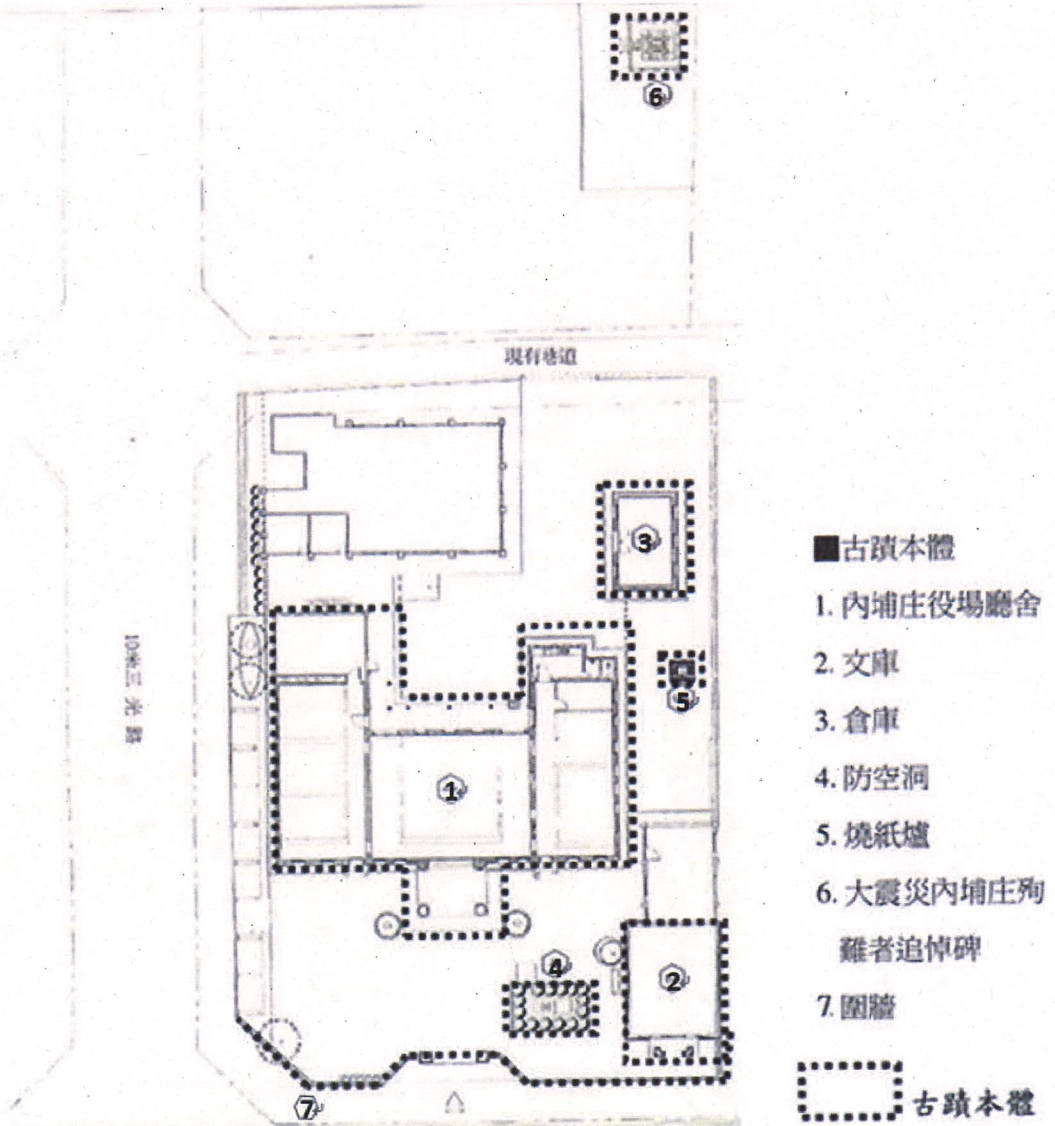 6
現有巷道
3
5
1
10米三光路
4
2
7
■古蹟本體
1. 內埔庄役場廳舍
2. 文庫
3. 倉庫
4. 防空洞
5. 燒紙爐
6. 大震災內埔庄殉
難者追悼碑
7. 圍牆
古蹟本體